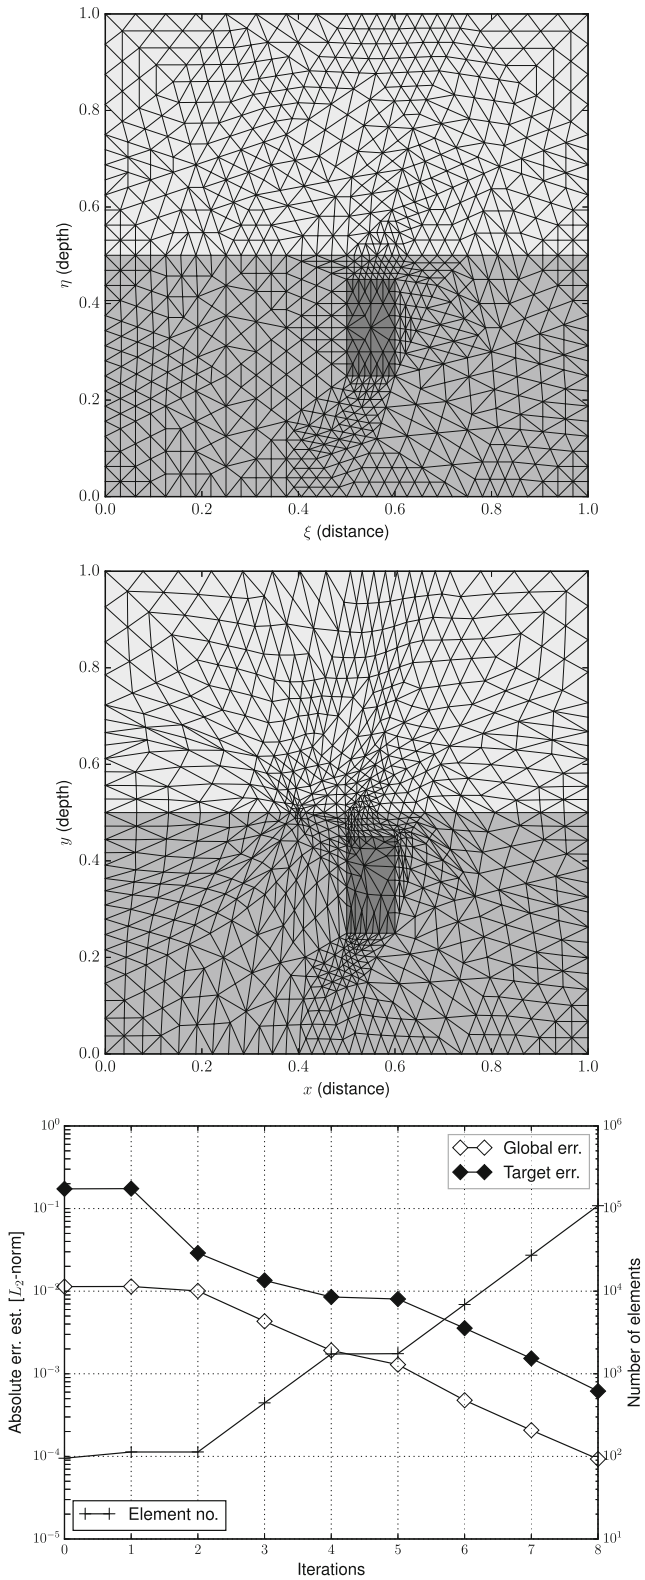 1.0
0.8
0.6
0.4
0.2
0.0
η (depth)
0.0 0.2 0.4 0.6 0.8 1.0
ξ (distance)
1.0
0.8
0.6
0.4
0.2
0.0
y (depth)
0.0 0.2 0.4 0.6 0.8 1.0
x (distance)
10⁰
10⁻¹
10⁻²
10⁻³
10⁻⁴
10⁻⁵
Absolute err. est. [L₂-norm]
Global err.
Target err.
Element no.
10⁶
10⁵
10⁴
10³
10²
10¹
Number of elements
0 1 2 3 4 5 6 7 8
Iterations